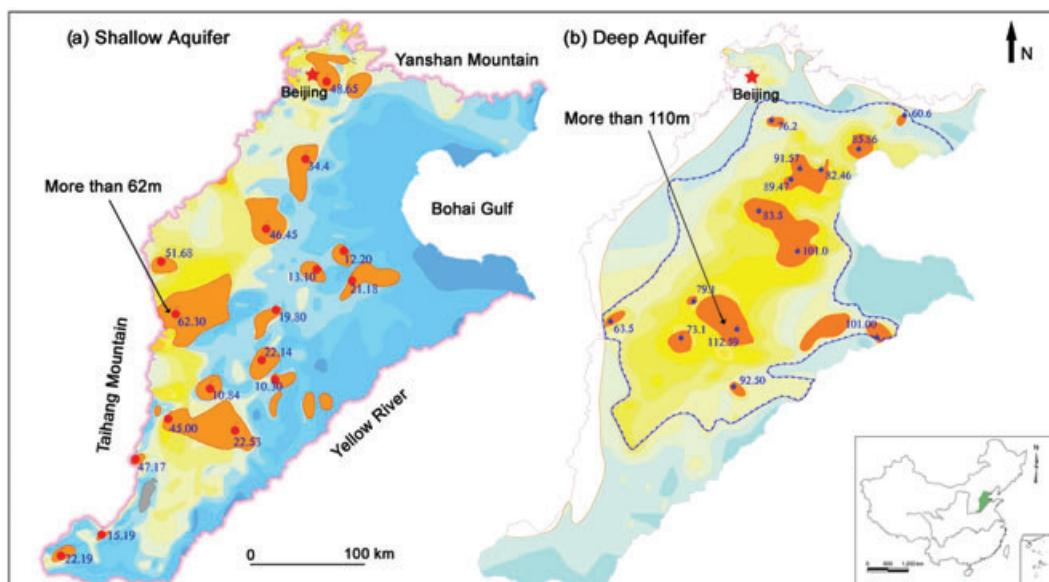 (a) Shallow Aquifer
Yanshan Mountain
Beijing
48.65
34.4
More than 62m
46.45
Bohai Gulf
51.68
12.20
13.10
21.18
62.30
19.80
22.14
10.30
10.84
45.00
22.53
47.17
15.19
22.19
Taihang Mountain
Yellow River
0
100 km
(b) Deep Aquifer
N
Beijing
More than 110m
76.2
60.6
85.56
91.57
82.46
89.47
83.5
101.0
79.1
63.5
73.1
112.59
101.00
92.50
N
0